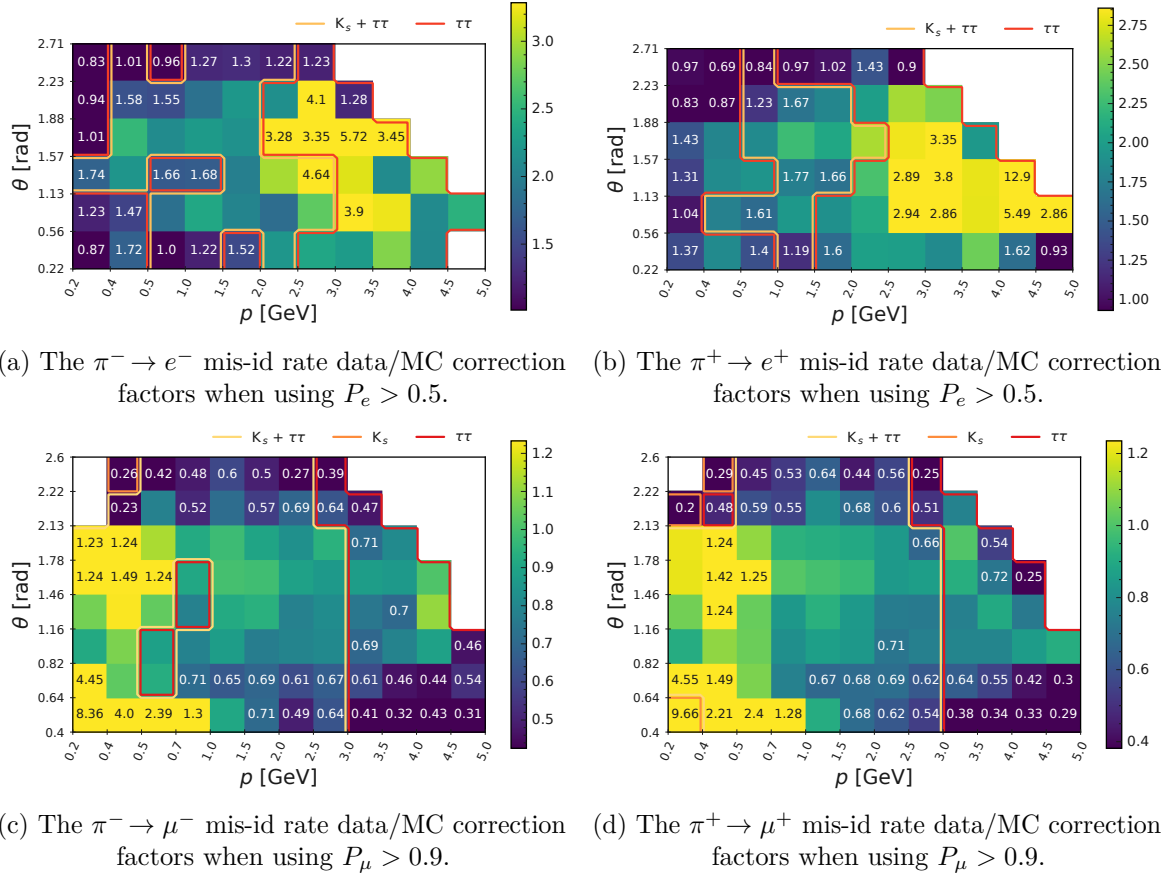 K_s + ττ   ττ
2.71 0.83 1.01 0.96 1.27 1.3 1.22 1.23
2.23 0.94 1.58 1.55 4.1 1.28
1.88 1.01 3.28 3.35 5.72 3.45
1.57 1.74 1.66 1.68 4.64
1.13 1.23 1.47 3.9
0.56 0.87 1.72 1.0 1.22 1.52
0.22
θ [rad]
0.2 0.4 0.5 1.0 1.5 2.0 2.5 3.0 3.5 4.0 4.5 5.0
p [GeV]
3.0
2.5
2.0
1.5
(a) The π⁻ → e⁻ mis-id rate data/MC correction
factors when using P_e > 0.5.
K_s + ττ   ττ
2.71 0.97 0.69 0.84 0.97 1.02 1.43 0.9
2.23 0.83 0.87 1.23 1.67
1.88 1.43 3.35
1.57 1.31 1.77 1.66 2.89 3.8 12.9
1.13 1.04 1.61 2.94 2.86 5.49 2.86
0.56 1.37 1.4 1.19 1.6 1.62 0.93
0.22
θ [rad]
0.2 0.4 0.5 1.0 1.5 2.0 2.5 3.0 3.5 4.0 4.5 5.0
p [GeV]
2.75
2.50
2.25
2.00
1.75
1.50
1.25
1.00
(b) The π⁺ → e⁺ mis-id rate data/MC correction
factors when using P_e > 0.5.
K_s + ττ   K_s   ττ
2.6 0.26 0.42 0.48 0.6 0.5 0.27 0.39
2.22 0.23 0.52 0.57 0.69 0.64 0.47
2.13 1.23 1.24 0.71
1.78 1.24 1.49 1.24
1.46 0.7
1.16 0.69 0.46
0.82 4.45 0.71 0.65 0.69 0.61 0.67 0.61 0.46 0.44 0.54
0.64 8.36 4.0 2.39 1.3 0.71 0.49 0.64 0.41 0.32 0.43 0.31
0.4
θ [rad]
0.2 0.4 0.5 0.7 1.0 1.5 2.0 2.5 3.0 3.5 4.0 4.5 5.0
p [GeV]
1.2
1.1
1.0
0.9
0.8
0.7
0.6
0.5
(c) The π⁻ → μ⁻ mis-id rate data/MC correction
factors when using P_μ > 0.9.
K_s + ττ   K_s   ττ
2.6 0.29 0.45 0.53 0.64 0.44 0.56 0.25
2.22 0.2 0.48 0.59 0.55 0.68 0.6 0.51
2.13 1.24 0.66 0.54
1.78 1.42 1.25 0.72 0.25
1.46 1.24
1.16 0.71
0.82 4.55 1.49 0.67 0.68 0.69 0.62 0.64 0.55 0.42 0.3
0.64 9.66 2.21 2.4 1.28 0.68 0.62 0.54 0.38 0.34 0.33 0.29
0.4
θ [rad]
0.2 0.4 0.5 0.7 1.0 1.5 2.0 2.5 3.0 3.5 4.0 4.5 5.0
p [GeV]
1.2
1.0
0.8
0.6
0.4
(d) The π⁺ → μ⁺ mis-id rate data/MC correction
factors when using P_μ > 0.9.